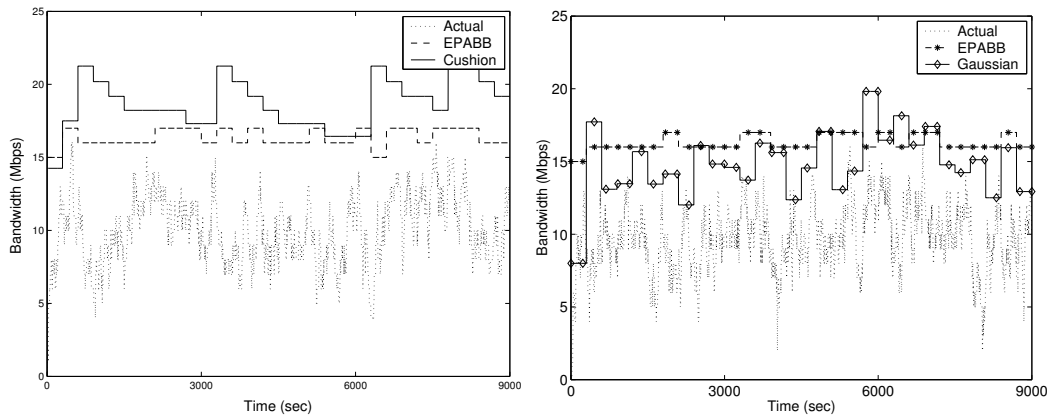 25
20
15
10
5
0
Bandwidth (Mbps)
0
3000
6000
9000
Time (sec)
Actual
EPABB
Cushion
25
20
15
10
5
0
Bandwidth (Mbps)
0
3000
6000
9000
Time (sec)
Actual
EPABB
Gaussian